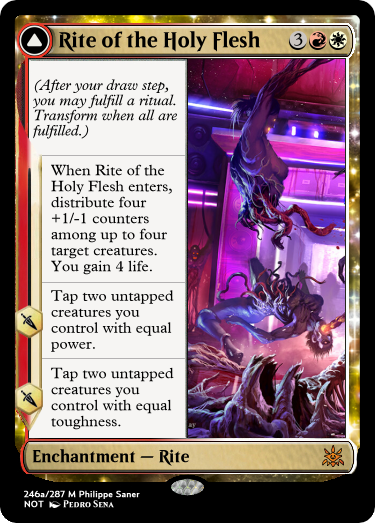 Rite of the Holy Flesh 3
(After your draw step,
you may fulfill a ritual.
Transform when all are
fulfilled.)
When Rite of the
Holy Flesh enters,
distribute four
+1/-1 counters
among up to four
target creatures.
You gain 4 life.
Tap two untapped
creatures you
control with equal
power.
Tap two untapped
creatures you
control with equal
toughness.
Enchantment — Rite
246a/287 M Philippe Saner
NOT Pedro Sena